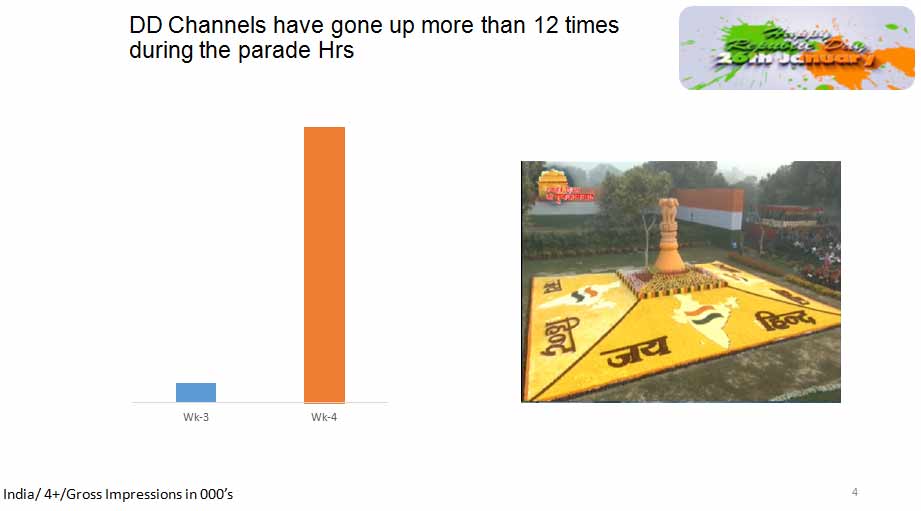 DD Channels have gone up more than 12 times
during the parade Hrs
Happy
Republic Day
26th January
Wk-3
Wk-4
जय
हिन्द
India/ 4+/Gross Impressions in 000's
4